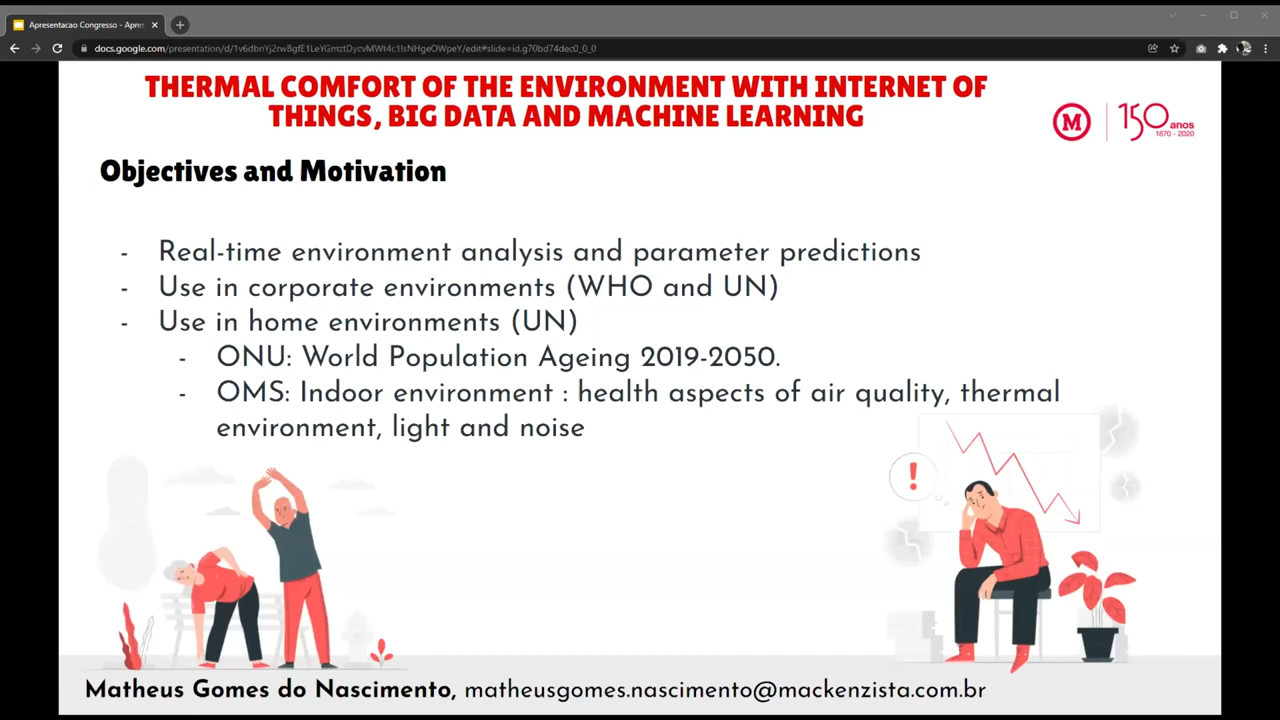 Apresentacao Congresso - Apre
docs.google.com/presentation/d/1v6dbnYj2rwBgfE1LeYGmztDycvMWt4c1IsNHgeOWpeY/edit#slide=id.g70bd74dec0_0_0
THERMAL COMFORT OF THE ENVIRONMENT WITH INTERNET OF
THINGS, BIG DATA AND MACHINE LEARNING
M
150 anos
1870 - 2020
Objectives and Motivation
- Real-time environment analysis and parameter predictions
- Use in corporate environments (WHO and UN)
- Use in home environments (UN)
- ONU: World Population Ageing 2019-2050.
- OMS: Indoor environment : health aspects of air quality, thermal
environment, light and noise
!
Matheus Gomes do Nascimento, matheusgomes.nascimento@mackenzista.com.br